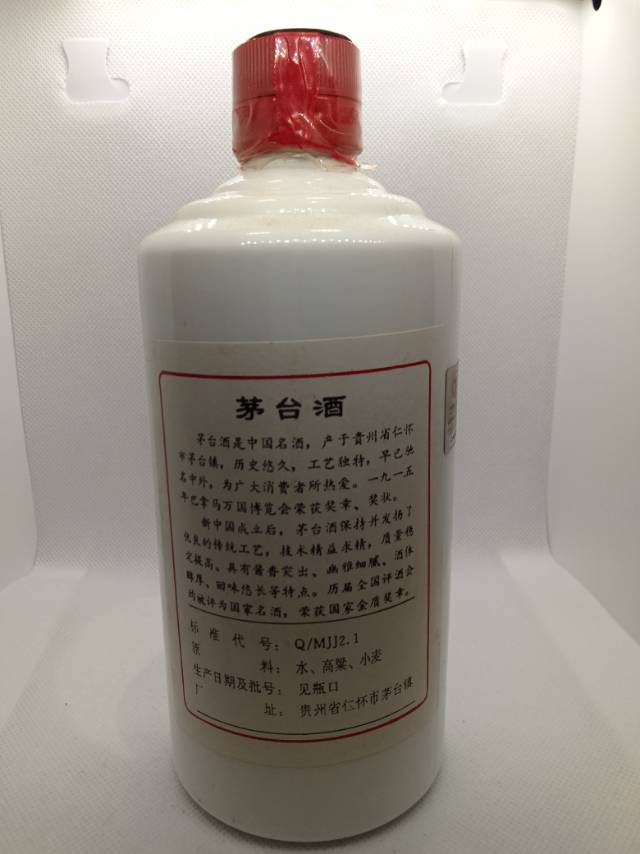 茅台酒
茅台酒是中国名酒，产于贵州省仁怀
市茅台镇，历史悠久，工艺独特，早已驰
名中外，为广大消费者所热爱。一九一五
年巴拿马万国博览会荣获奖章、奖状。
新中国成立后，茅台酒保持并发扬了
优良的传统工艺，技术精益求精，质量稳
定提高、具有酱香突出、幽雅细腻、酒体
醇厚、回味悠长等特点。历届全国评酒会
均被评为国家名酒，荣获国家金质奖章。
标准代号：Q/MJJ2.1
原料：水、高粱、小麦
生产日期及批号：见瓶口
厂址：贵州省仁怀市茅台镇